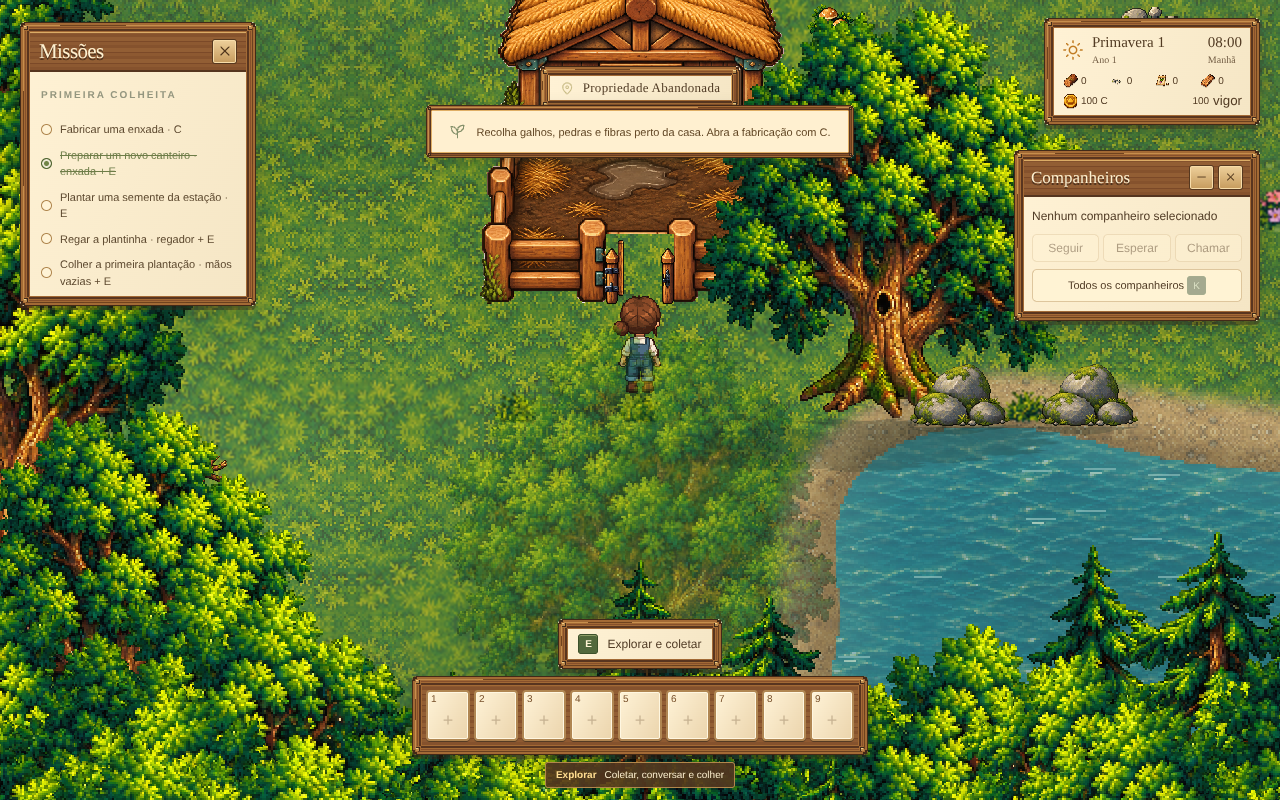 Missões
PRIMEIRA COLHEITA
Fabricar uma enxada · C
Preparar um novo canteiro ·
enxada + E
Plantar uma semente da estação ·
E
Regar a plantinha · regador + E
Colher a primeira plantação · mãos
vazias + E
Propriedade Abandonada
Recolha galhos, pedras e fibras perto da casa. Abra a fabricação com C.
Primavera 1 08:00
Ano 1 Manhã
0 0 0 0
100 C 100 vigor
Companheiros
Nenhum companheiro selecionado
Seguir Esperar Chamar
Todos os companheiros K
E Explorar e coletar
1 2 3 4 5 6 7 8 9
Explorar Coletar, conversar e colher